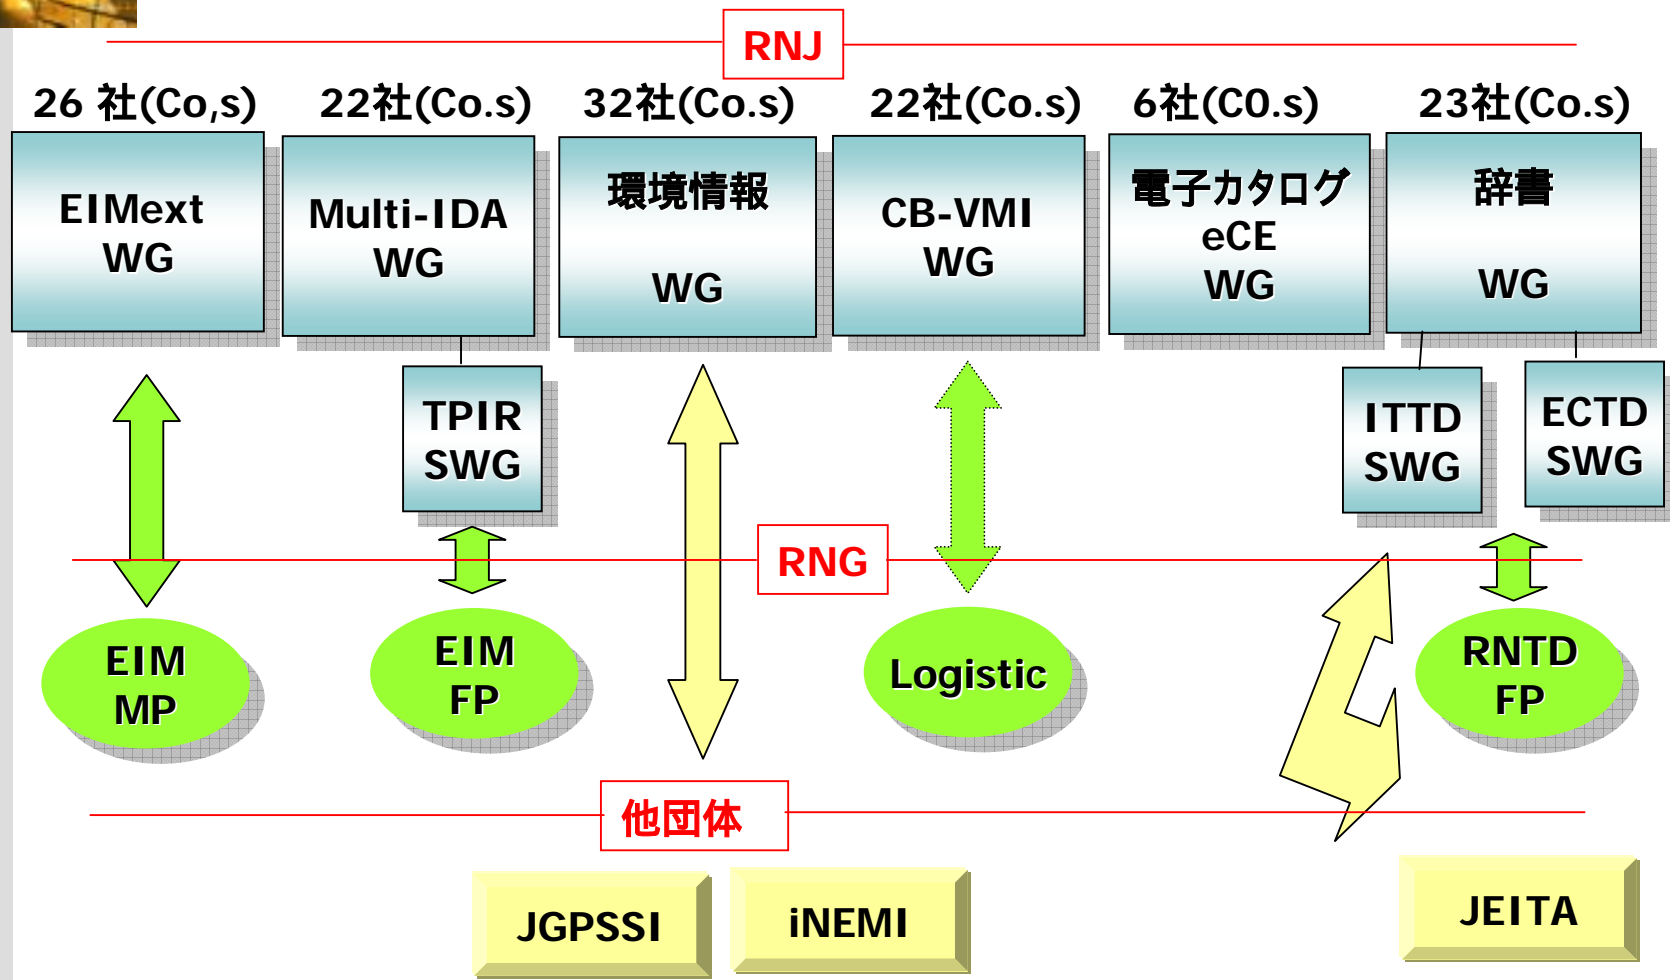 RNJ
26 社(Co,s)
22社(Co.s)
32社(Co.s)
22社(Co.s)
6社(C0.s)
23社(Co.s)
EIMext
WG
Multi-IDA
WG
環境情報
WG
CB-VMI
WG
電子カタログ
eCE
WG
辞書
WG
TPIR
SWG
ITTD
SWG
ECTD
SWG
RNG
EIM
MP
EIM
FP
Logistic
RNTD
FP
他団体
JGPSSI
iNEMI
JEITA